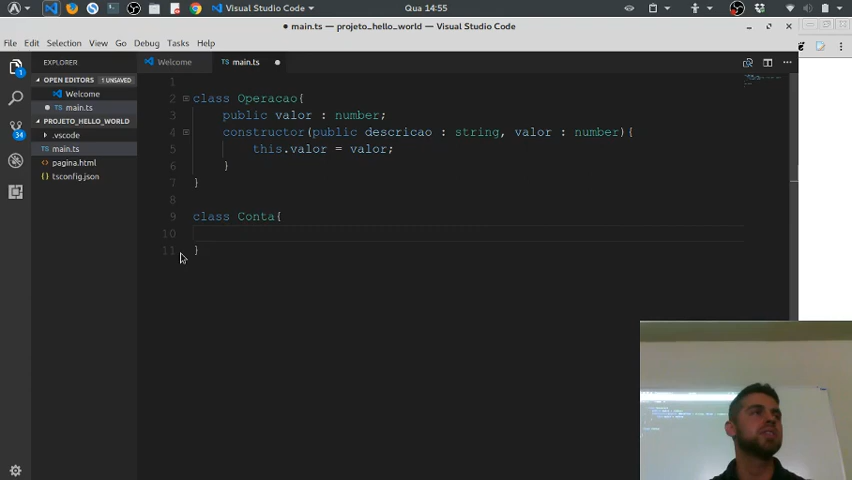 Visual Studio Code
Qua 14:55
main.ts - projeto_hello_world - Visual Studio Code
File Edit Selection View Go Debug Tasks Help
EXPLORER
OPEN EDITORS 1 UNSAVED
Welcome
main.ts
PROJETO_HELLO_WORLD
.vscode
main.ts
pagina.html
tsconfig.json
1
34
Welcome main.ts
1
2 class Operacao{
3 public valor : number;
4 constructor(public descricao : string, valor : number){
5 this.valor = valor;
6 }
7 }
8
9 class Conta{
10
11 }